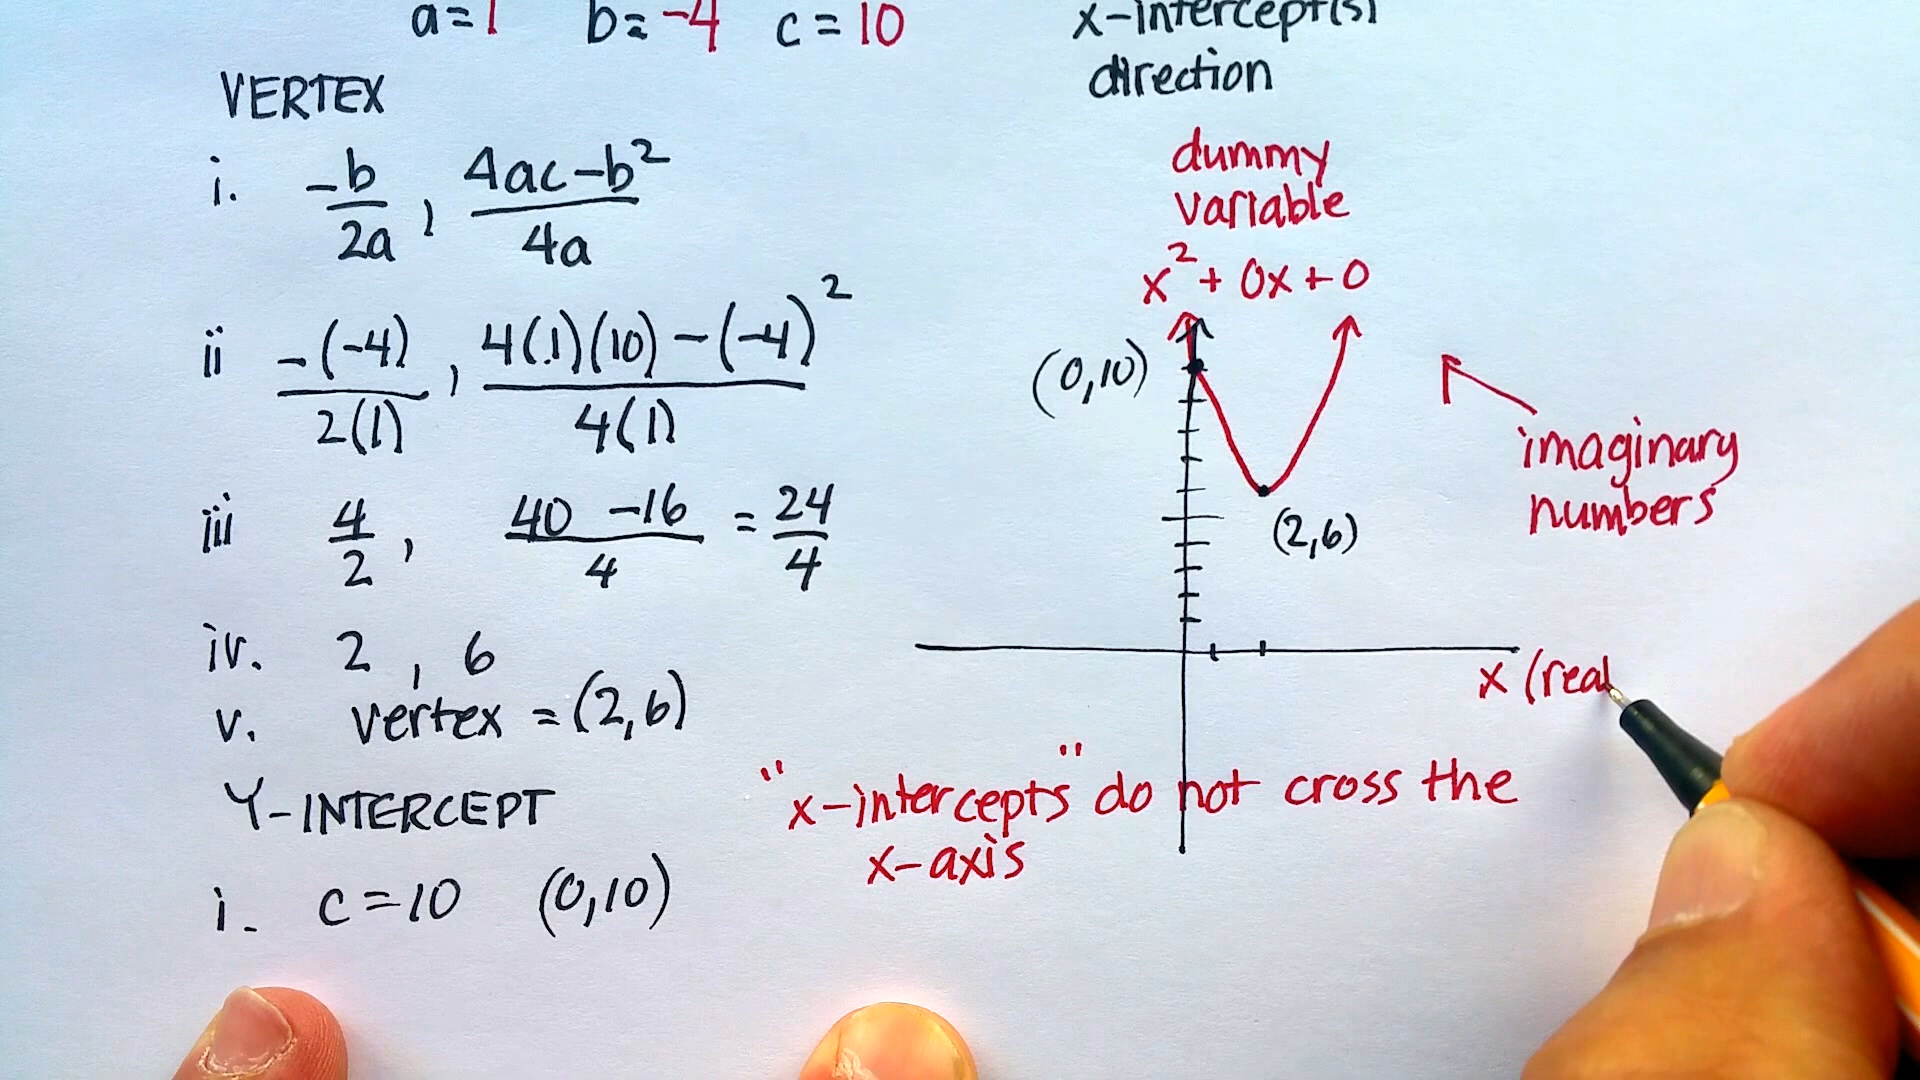 a=1 b=-4 c=10
VERTEX
i. -b/2a , 4ac-b²/4a
ii -(-4)/2(1) , 4(1)(10)-(-4)²/4(1)
iii 4/2 , 40-16/4 = 24/4
iv. 2 , 6
v. vertex = (2,6)
Y-INTERCEPT
i. c=10 (0,10)
x-intercept(s)
direction
dummy
variable
x² + 0x + 0
(0,10)
imaginary
numbers
(2,6)
x (real
"x-intercepts" do not cross the
x-axis